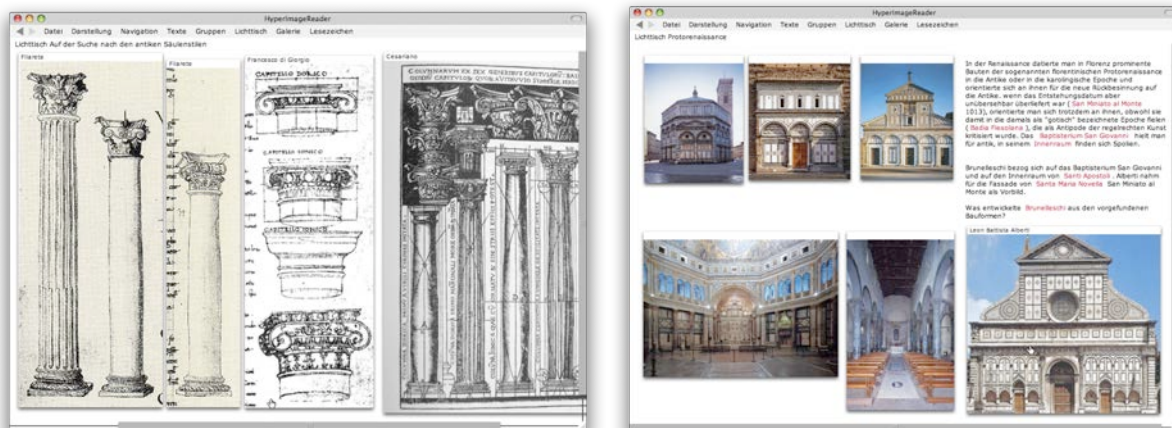 HyperImageReader
Datei Darstellung Navigation Texte Gruppen Lichttisch Galerie Lesezeichen
Lichttisch Auf der Suche nach den antiken Säulenstilen
Filarete
Filarete
Francesco di Giorgio
Cesariano
CAPITELLO DORICO
CAPITELLO IONICO
HyperImageReader
Datei Darstellung Navigation Texte Gruppen Lichttisch Galerie Lesezeichen
Lichttisch Protorenaissance
In der Renaissance datierte man in Florenz prominente
Bauten der sogenannten florentinischen Protorenaissance
in die Antike oder in die karolingische Epoche und
orientierte sich an ihnen für die neue Rückbesinnung auf
die Antike. wenn das Entstehungsdatum aber
unübersehbar überliefert war ( San Miniato al Monte
1013), orientierte man sich trotzdem an ihnen, obwohl sie
damit in die damals als "gotisch" bezeichnete Epoche fielen
( Badia Fiesolana ), die als Antipode der regelrechten Kunst
kritisiert wurde. Das Baptisterium San Giovanni hielt man
für antik, in seinem Innenraum finden sich Spolien.
Brunelleschi bezog sich auf das Baptisterium San Giovanni
und auf den Innenraum von Santi Apostoli . Alberti nahm
für die Fassade von Santa Maria Novella San Miniato al
Monte als Vorbild.
Was entwickelte Brunelleschi aus den vorgefundenen
Bauformen?
Leon Battista Alberti